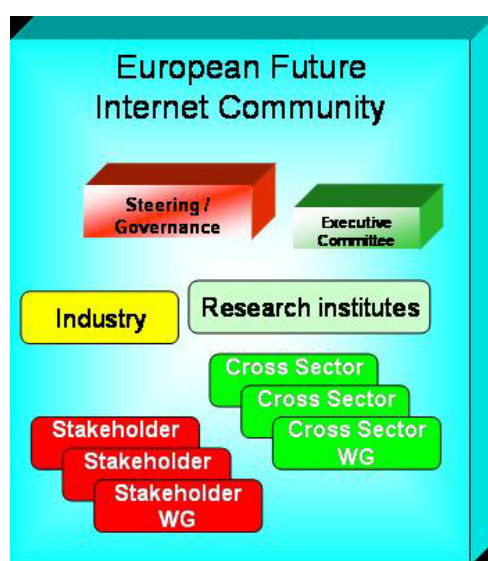 European Future
Internet Community
Steering /
Governance
Executive
Committee
Industry
Research institutes
Cross Sector
Cross Sector
Cross Sector
WG
Stakeholder
Stakeholder
Stakeholder
WG